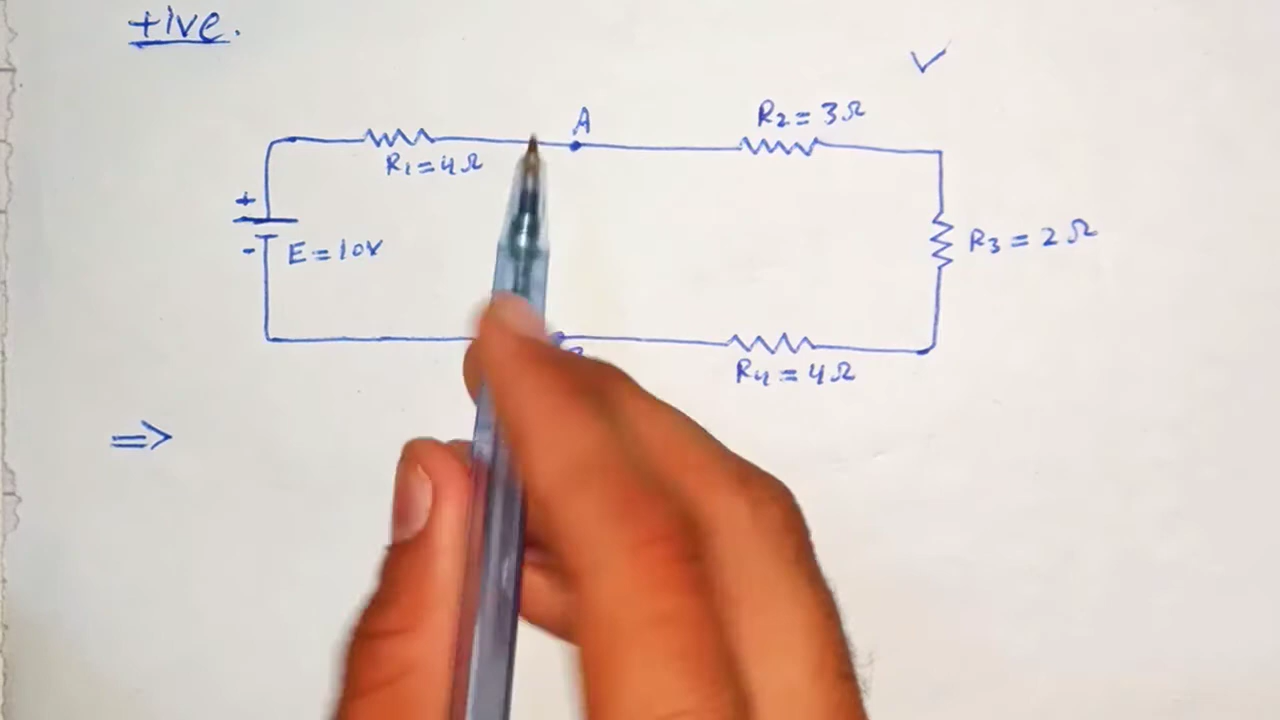 +ive.
A
R2 = 3Ω
R1 = 4Ω
+
- E = 10V
R3 = 2Ω
R4 = 4Ω
⇒